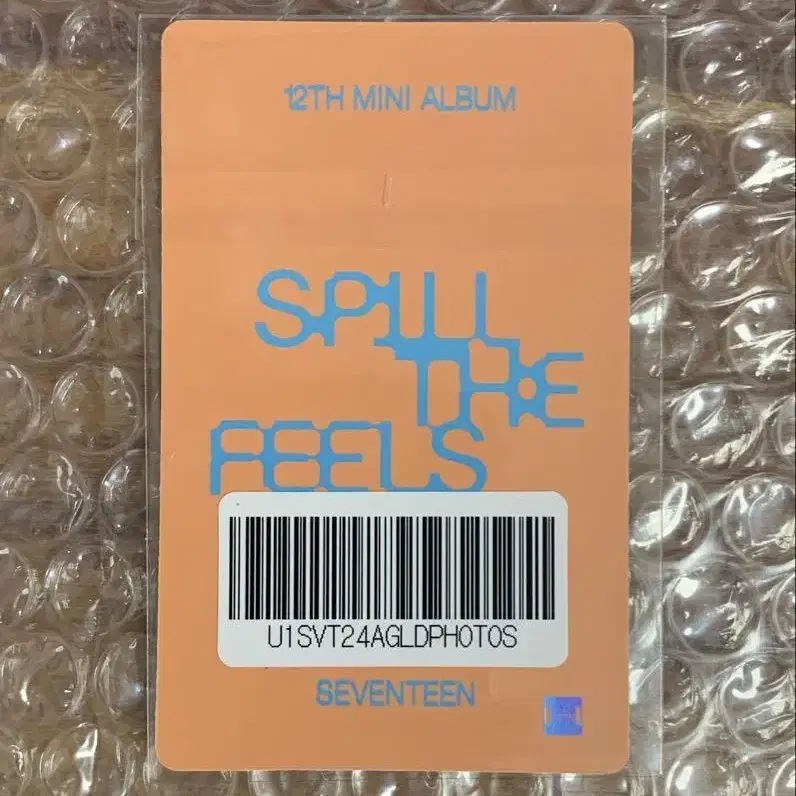 12TH MINI ALBUM
SPILL
THE
FEELS
U1SVT24AGLDPHOTOS
SEVENTEEN